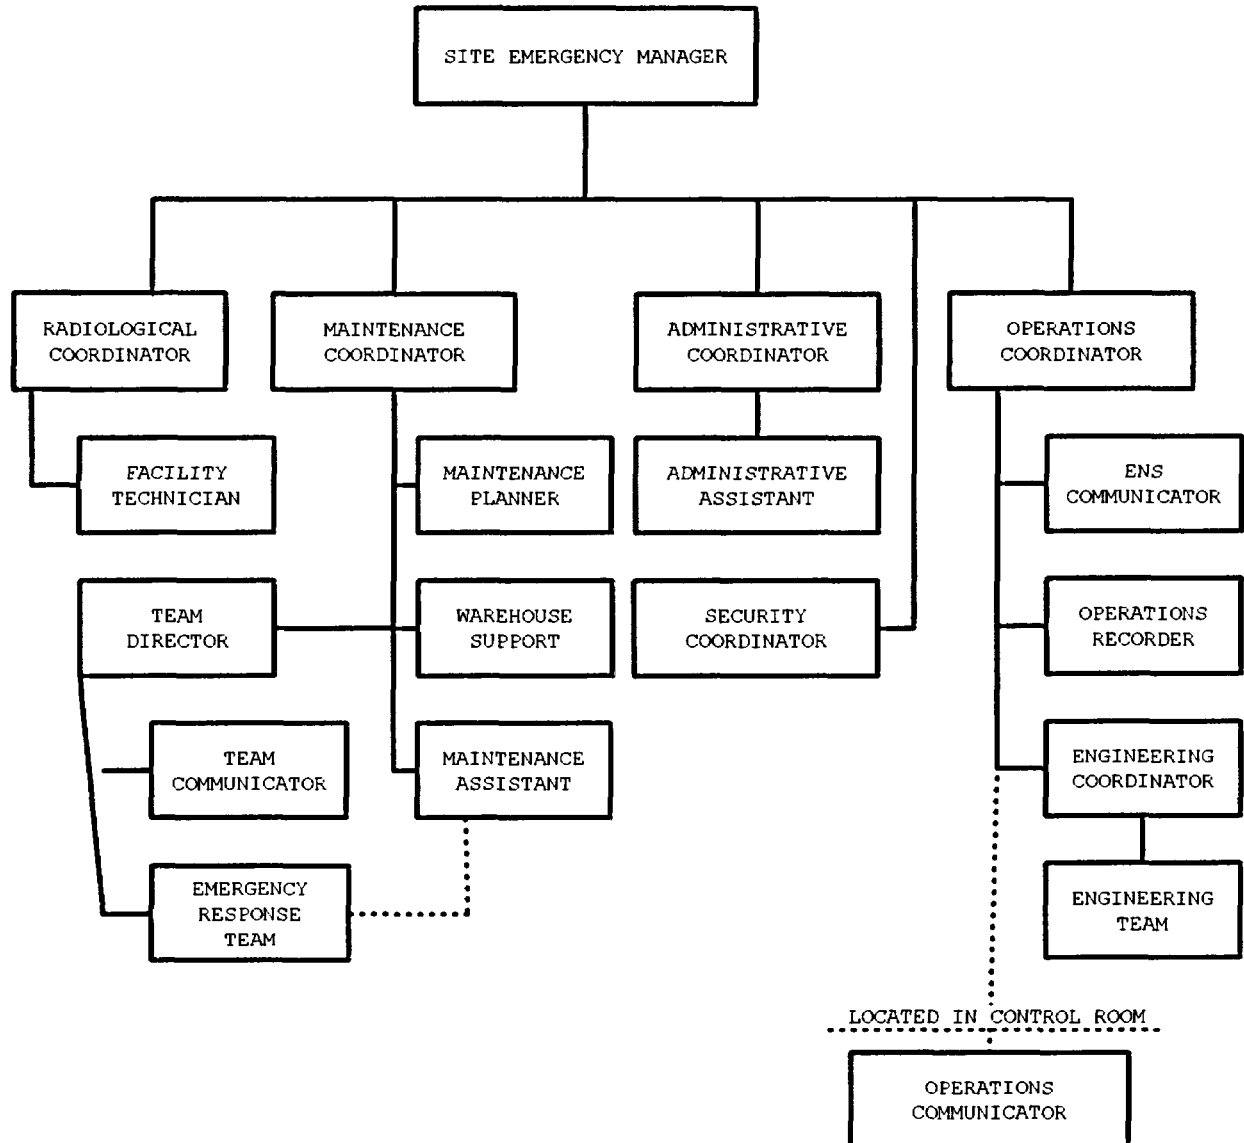 SITE EMERGENCY MANAGER
RADIOLOGICAL
COORDINATOR
MAINTENANCE
COORDINATOR
ADMINISTRATIVE
COORDINATOR
OPERATIONS
COORDINATOR
FACILITY
TECHNICIAN
MAINTENANCE
PLANNER
ADMINISTRATIVE
ASSISTANT
ENS
COMMUNICATOR
TEAM
DIRECTOR
WAREHOUSE
SUPPORT
SECURITY
COORDINATOR
OPERATIONS
RECORDER
TEAM
COMMUNICATOR
MAINTENANCE
ASSISTANT
ENGINEERING
COORDINATOR
EMERGENCY
RESPONSE
TEAM
ENGINEERING
TEAM
LOCATED IN CONTROL ROOM
OPERATIONS
COMMUNICATOR